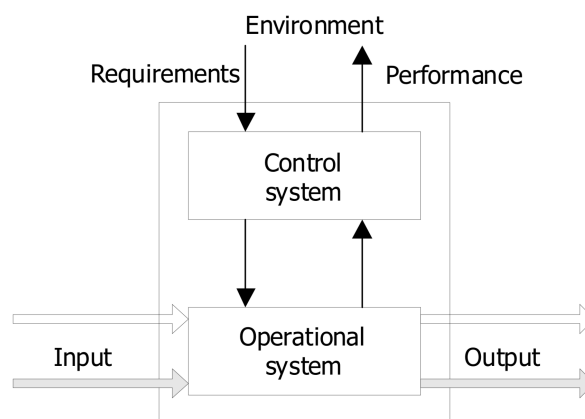 Environment
Requirements
Performance
Control
system
Operational
system
Input
Output